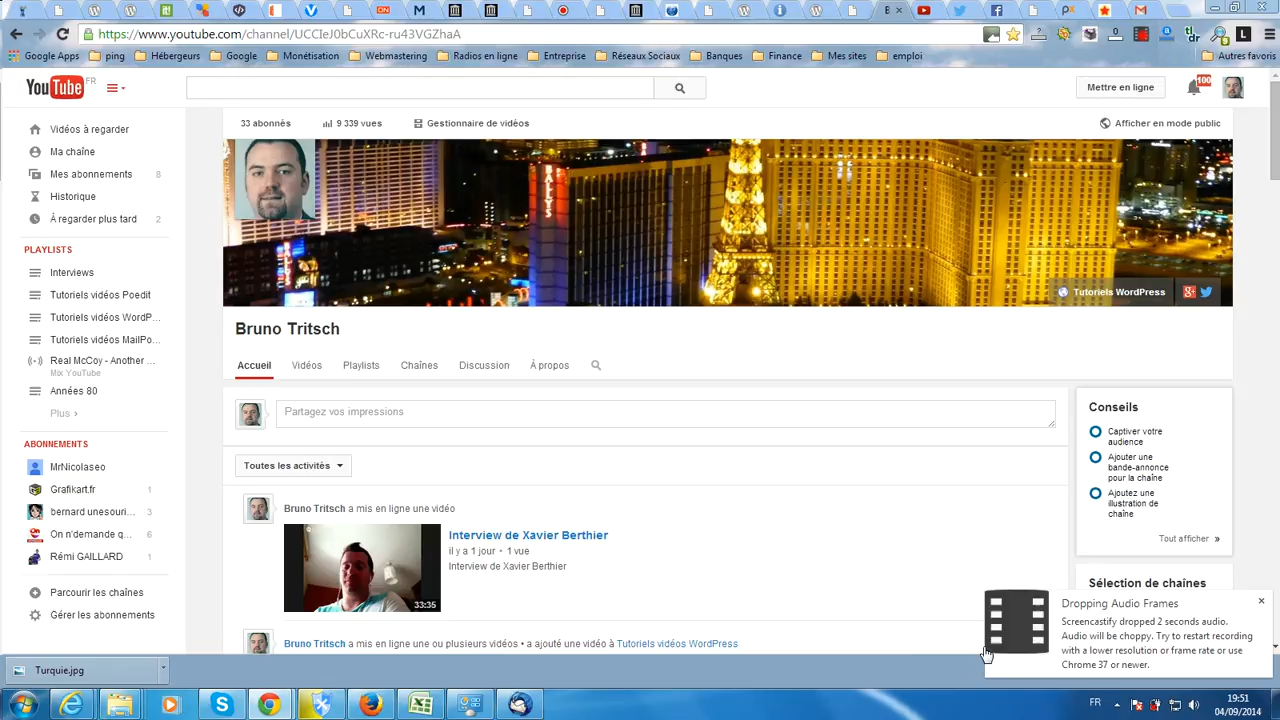 https://www.youtube.com/channel/UCCIeJ0bCuXRc-ru43VGZhaA
Google Apps ping Hébergeurs Google Monétisation Webmarketing Radios en ligne Entreprise Réseaux Sociaux Banques Finance Mes sites emploi Autres favoris
YouTube FR
Mettre en ligne
100
33 abonnés 9 339 vues Gestionnaire de vidéos Afficher en mode public
Vidéos à regarder
Ma chaîne
Mes abonnements 8
Historique
À regarder plus tard 2
PLAYLISTS
Interviews
Tutoriels vidéos Poedit
Tutoriels vidéos WordP...
Tutoriels vidéos MailPo...
Real McCoy - Another ...
Mix YouTube
Années 80
Plus ›
ABONNEMENTS
MrNicolaseo
Grafikart.fr 1
bernard unesouri... 3
On n'demande q... 6
Rémi GAILLARD 1
Parcourir les chaînes
Gérer les abonnements
BALLYS
Tutoriels WordPress
Bruno Tritsch
Accueil Vidéos Playlists Chaînes Discussion À propos
Partagez vos impressions
Toutes les activités
Bruno Tritsch a mis en ligne une vidéo
Interview de Xavier Berthier
il y a 1 jour • 1 vue
Interview de Xavier Berthier
33:35
Bruno Tritsch a mis en ligne une ou plusieurs vidéos • a ajouté une vidéo à Tutoriels vidéos WordPress
Conseils
Captiver votre
audience
Ajouter une
bande-annonce
pour la chaîne
Ajoutez une
illustration de
chaîne
Tout afficher »
Sélection de chaînes
Dropping Audio Frames
Screencastify dropped 2 seconds audio.
Audio will be choppy. Try to restart recording
with a lower resolution or frame rate or use
Chrome 37 or newer.
Turquie.jpg
FR
19:51
04/09/2014